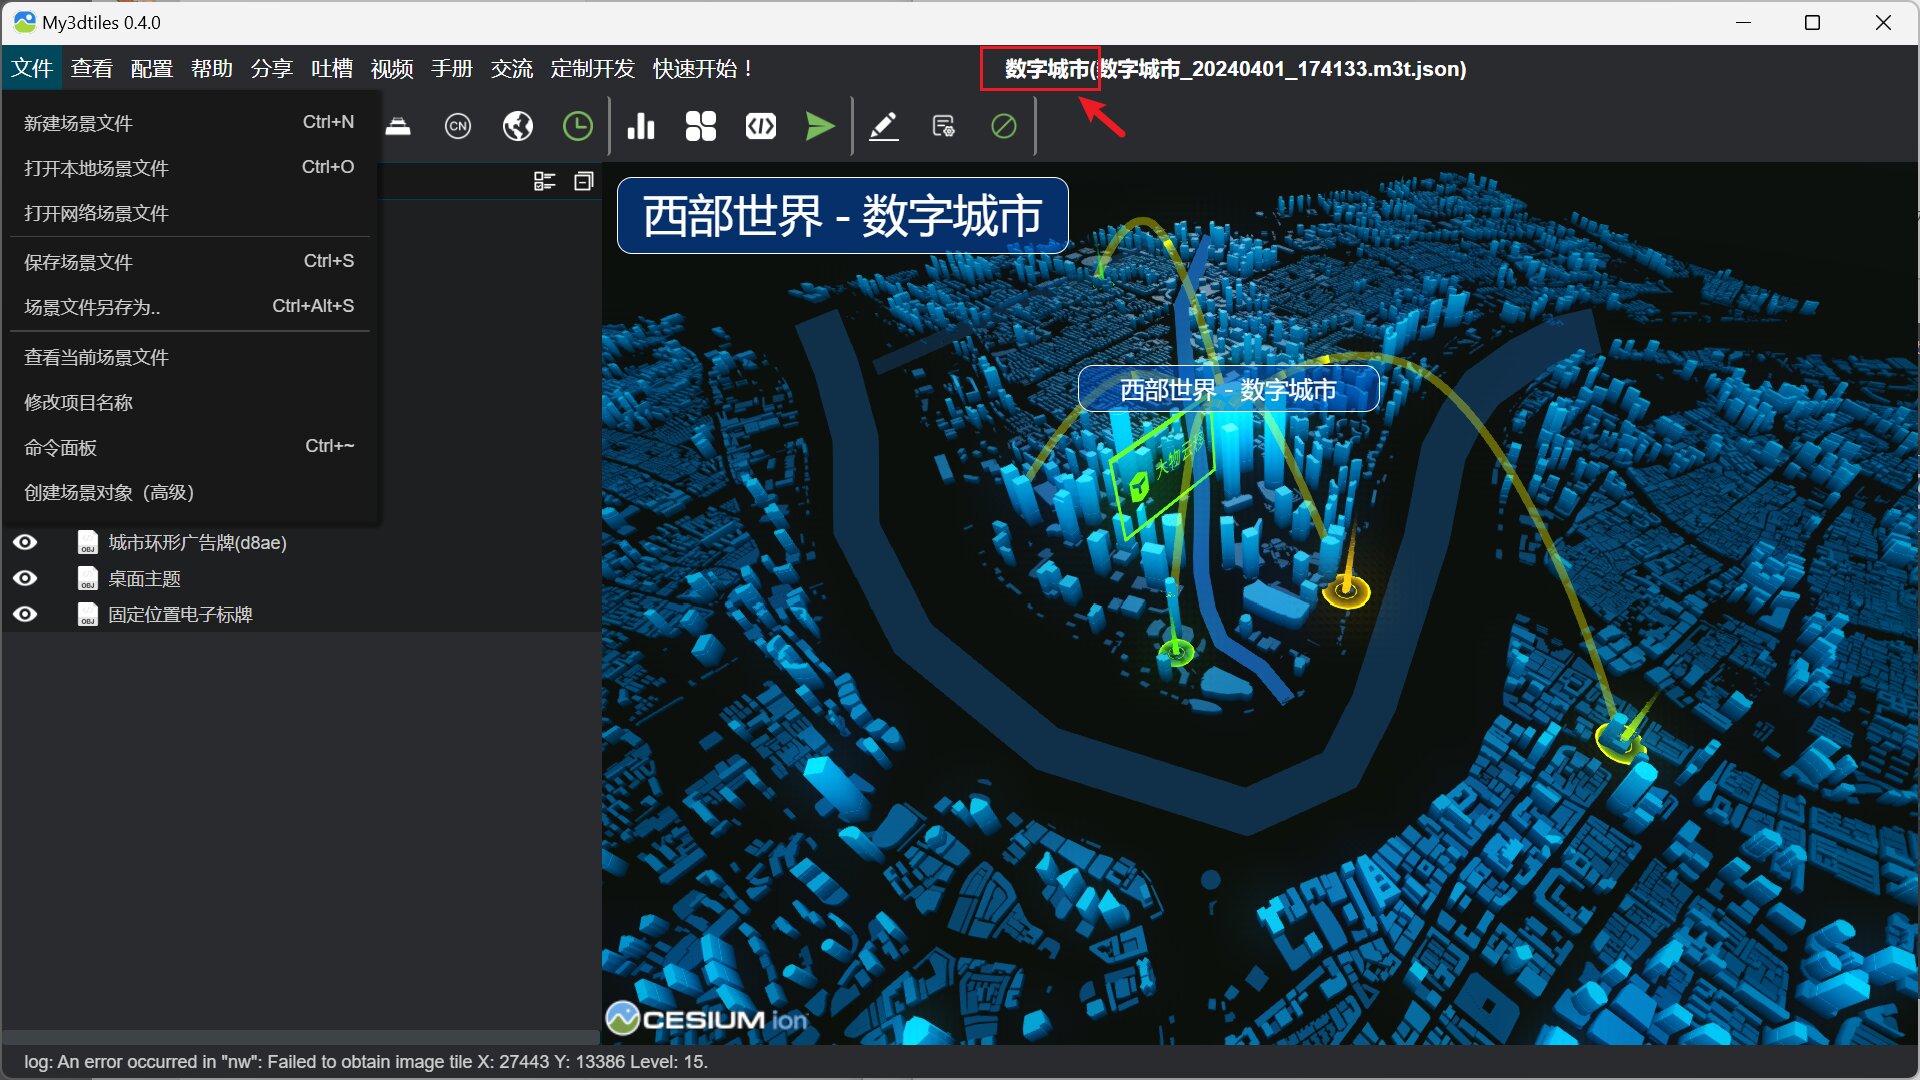 My3dtiles 0.4.0
文件 查看 配置 帮助 分享 吐槽 视频 手册 交流 定制开发 快速开始！ 数字城市(数字城市_20240401_174133.m3t.json)
新建场景文件 Ctrl+N
CN
打开本地场景文件 Ctrl+O
打开网络场景文件
保存场景文件 Ctrl+S
场景文件另存为.. Ctrl+Alt+S
查看当前场景文件
修改项目名称
命令面板 Ctrl+~
创建场景对象（高级）
OBJ 城市环形广告牌(d8ae)
OBJ 桌面主题
OBJ 固定位置电子标牌
西部世界 - 数字城市
西部世界 - 数字城市
CESIUM ion
log: An error occurred in "nw": Failed to obtain image tile X: 27443 Y: 13386 Level: 15.